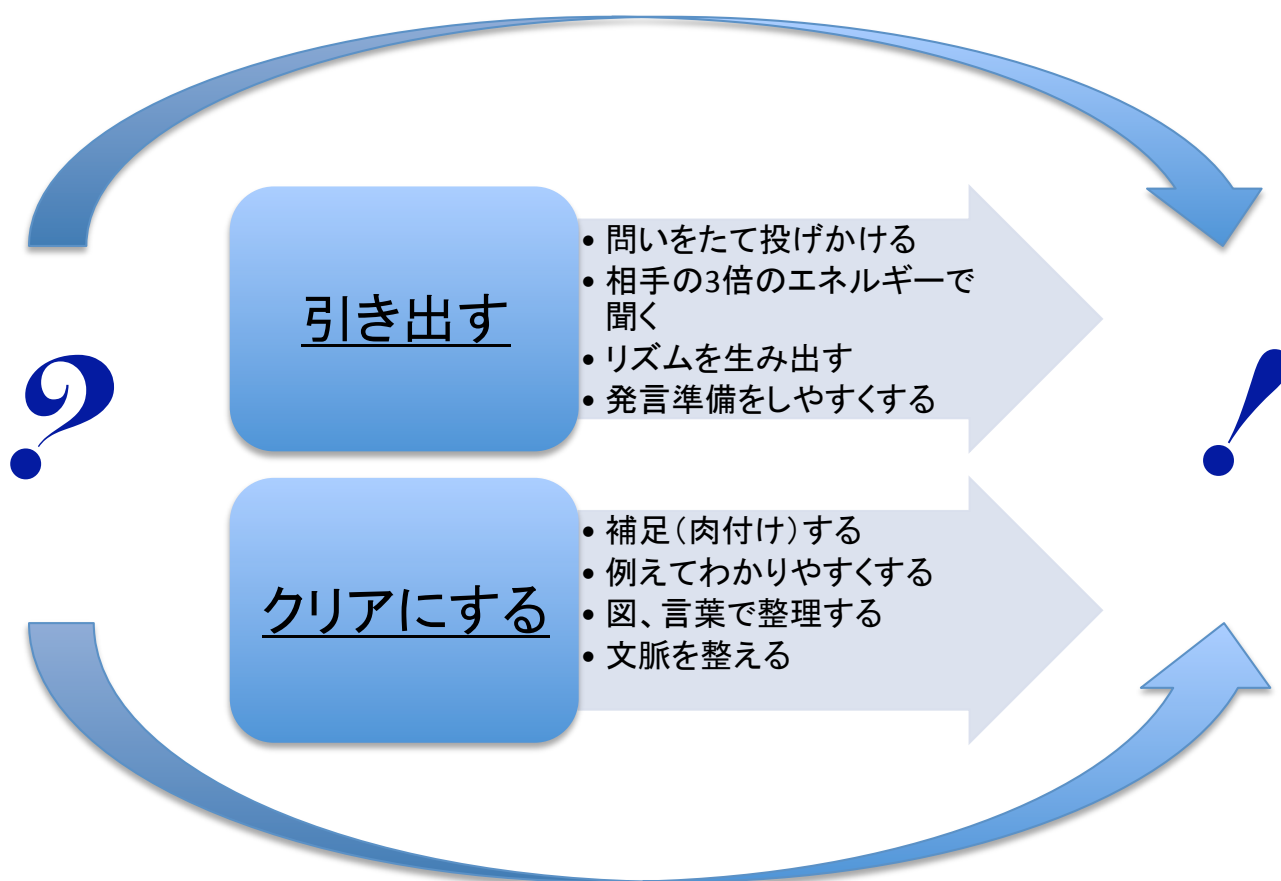 ?
引き出す
• 問いをたて投げかける
• 相手の3倍のエネルギーで
聞く
• リズムを生み出す
• 発言準備をしやすくする
!
クリアにする
• 補足(肉付け)する
• 例えてわかりやすくする
• 図、言葉で整理する
• 文脈を整える